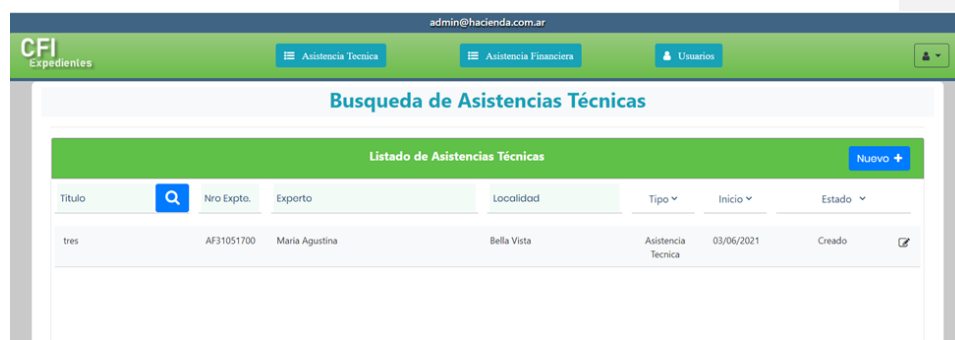 admin@hacienda.com.ar
CFI
Expedientes
Asistencia Tecnica
Asistencia Financiera
Usuarios
Busqueda de Asistencias Técnicas
Listado de Asistencias Técnicas
Nuevo +
Titulo Nro Expte. Experto Localidad Tipo Inicio Estado
tres AF31051700 Maria Agustina Bella Vista Asistencia 03/06/2021 Creado
Tecnica